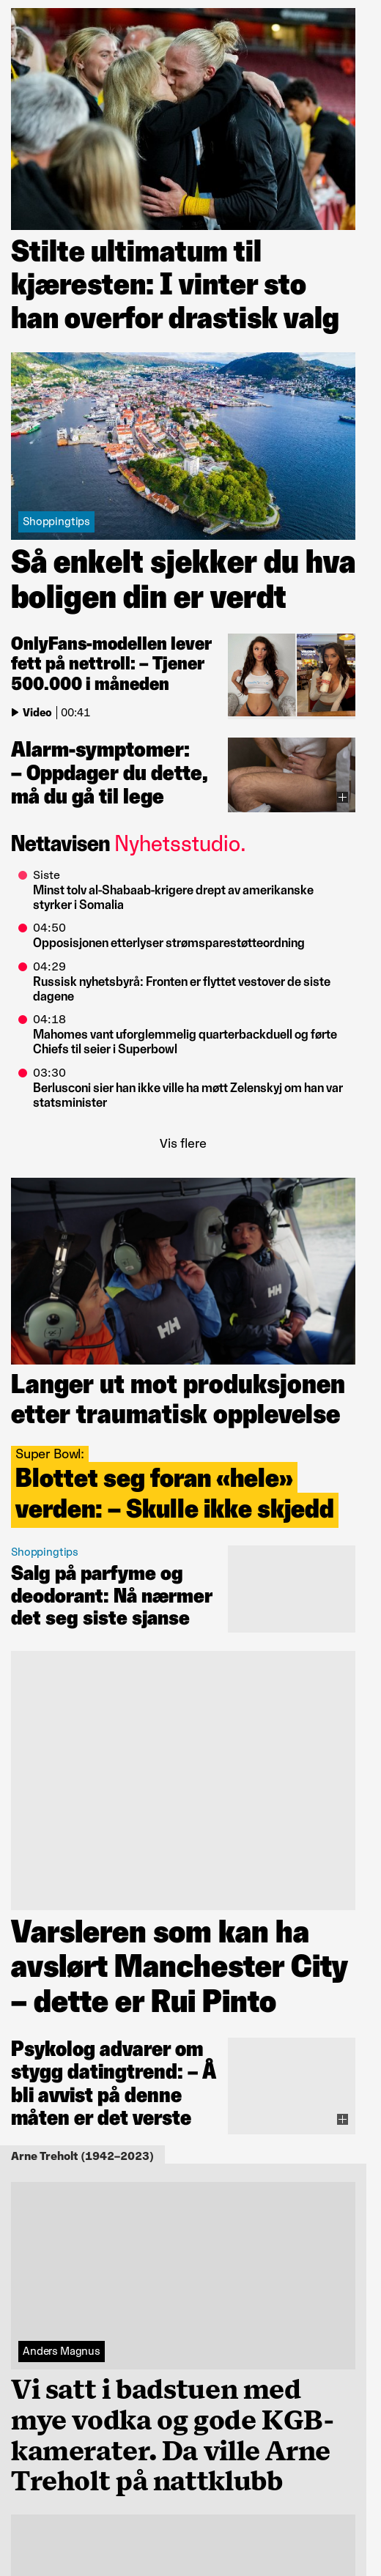 Stilte ultimatum til
kjæresten: I vinter sto
han overfor drastisk valg
Shoppingtips
Så enkelt sjekker du hva
boligen din er verdt
OnlyFans-modellen lever
fett på nettroll: – Tjener
500.000 i måneden
Video | 00:41
Alarm-symptomer:
– Oppdager du dette,
må du gå til lege
Nettavisen Nyhetsstudio.
Siste
Minst tolv al-Shabaab-krigere drept av amerikanske
styrker i Somalia
04:50
Opposisjonen etterlyser strømsparestøtteordning
04:29
Russisk nyhetsbyrå: Fronten er flyttet vestover de siste
dagene
04:18
Mahomes vant uforglemmelig quarterbackduell og førte
Chiefs til seier i Superbowl
03:30
Berlusconi sier han ikke ville ha møtt Zelenskyj om han var
statsminister
Vis flere
HH
HH
Langer ut mot produksjonen
etter traumatisk opplevelse
Super Bowl:
Blottet seg foran «hele»
verden: – Skulle ikke skjedd
Shoppingtips
Salg på parfyme og
deodorant: Nå nærmer
det seg siste sjanse
Varsleren som kan ha
avslørt Manchester City
– dette er Rui Pinto
Psykolog advarer om
stygg datingtrend: – Å
bli avvist på denne
måten er det verste
Arne Treholt (1942–2023)
Anders Magnus
Vi satt i badstuen med
mye vodka og gode KGB-
kamerater. Da ville Arne
Treholt på nattklubb